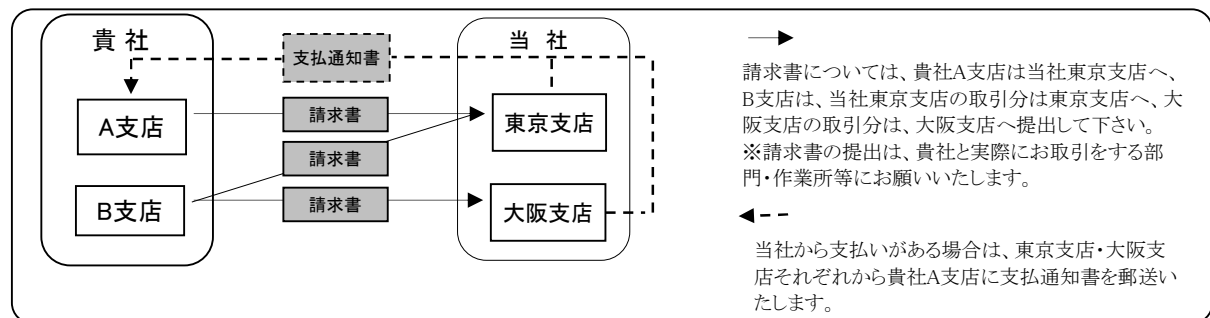 貴 社
支払通知書
当 社
A支店
請求書
東京支店
請求書
B支店
請求書
大阪支店
請求書については、貴社A支店は当社東京支店へ、
B支店は、当社東京支店の取引分は東京支店へ、大
阪支店の取引分は、大阪支店へ提出して下さい。
※請求書の提出は、貴社と実際にお取引をする部
門・作業所等にお願いいたします。
当社から支払いがある場合は、東京支店・大阪支
店それぞれから貴社A支店に支払通知書を郵送い
たします。